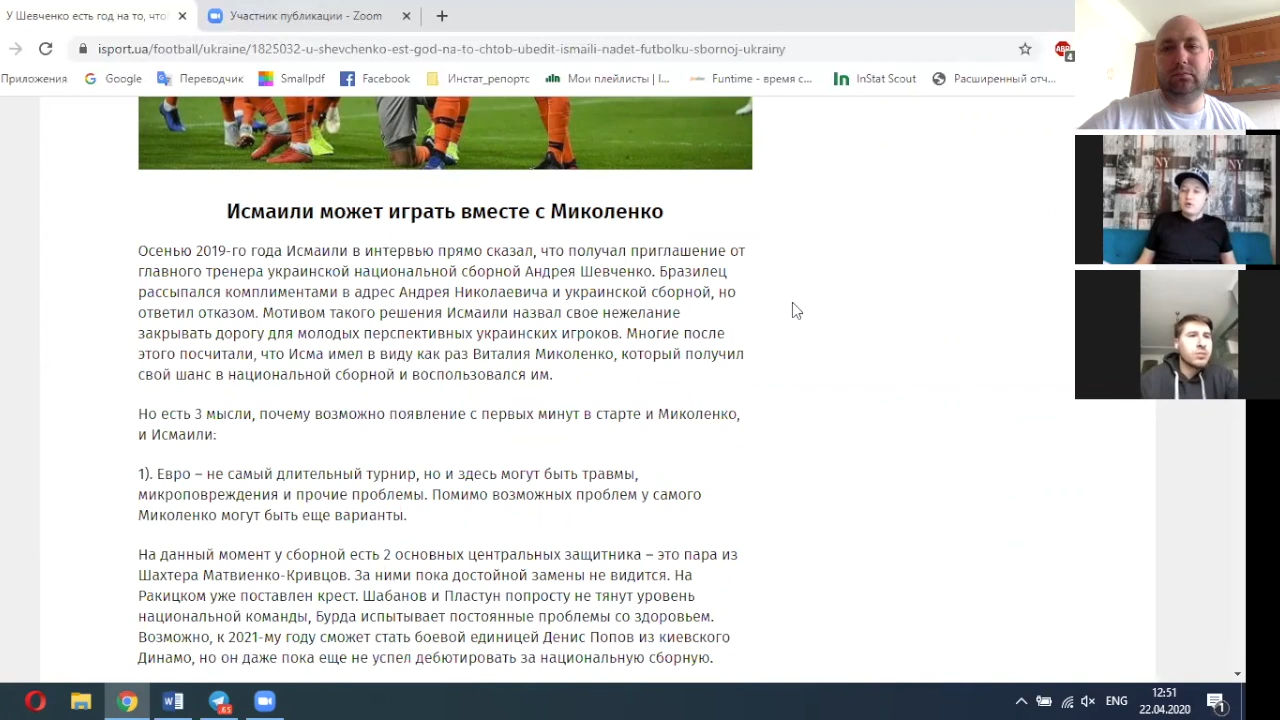 У Шевченко есть год на то, что
Участник публикации - Zoom
isport.ua/football/ukraine/1825032-u-shevchenko-est-god-na-to-chtob-ubedit-ismaili-nadet-futbolku-sbornoj-ukrainy
ABP
4
Приложения
Google
Переводчик
Smallpdf
Facebook
Инстат_репортс
Мои плейлисты | I...
Funtime - время с...
InStat Scout
Расширенный отч...
NY
NY
Исмаили может играть вместе с Миколенко
Осенью 2019-го года Исмаили в интервью прямо сказал, что получал приглашение от
главного тренера украинской национальной сборной Андрея Шевченко. Бразилец
рассыпался комплиментами в адрес Андрея Николаевича и украинской сборной, но
ответил отказом. Мотивом такого решения Исмаили назвал свое нежелание
закрывать дорогу для молодых перспективных украинских игроков. Многие после
этого посчитали, что Исма имел в виду как раз Виталия Миколенко, который получил
свой шанс в национальной сборной и воспользовался им.
Но есть 3 мысли, почему возможно появление с первых минут в старте и Миколенко,
и Исмаили:
1). Евро – не самый длительный турнир, но и здесь могут быть травмы,
микроповреждения и прочие проблемы. Помимо возможных проблем у самого
Миколенко могут быть еще варианты.
На данный момент у сборной есть 2 основных центральных защитника – это пара из
Шахтера Матвиенко-Кривцов. За ними пока достойной замены не видится. На
Ракицком уже поставлен крест. Шабанов и Пластун попросту не тянут уровень
национальной команды, Бурда испытывает постоянные проблемы со здоровьем.
Возможно, к 2021-му году сможет стать боевой единицей Денис Попов из киевского
Динамо, но он даже пока еще не успел дебютировать за национальную сборную.
65
ENG
12:51
22.04.2020
1